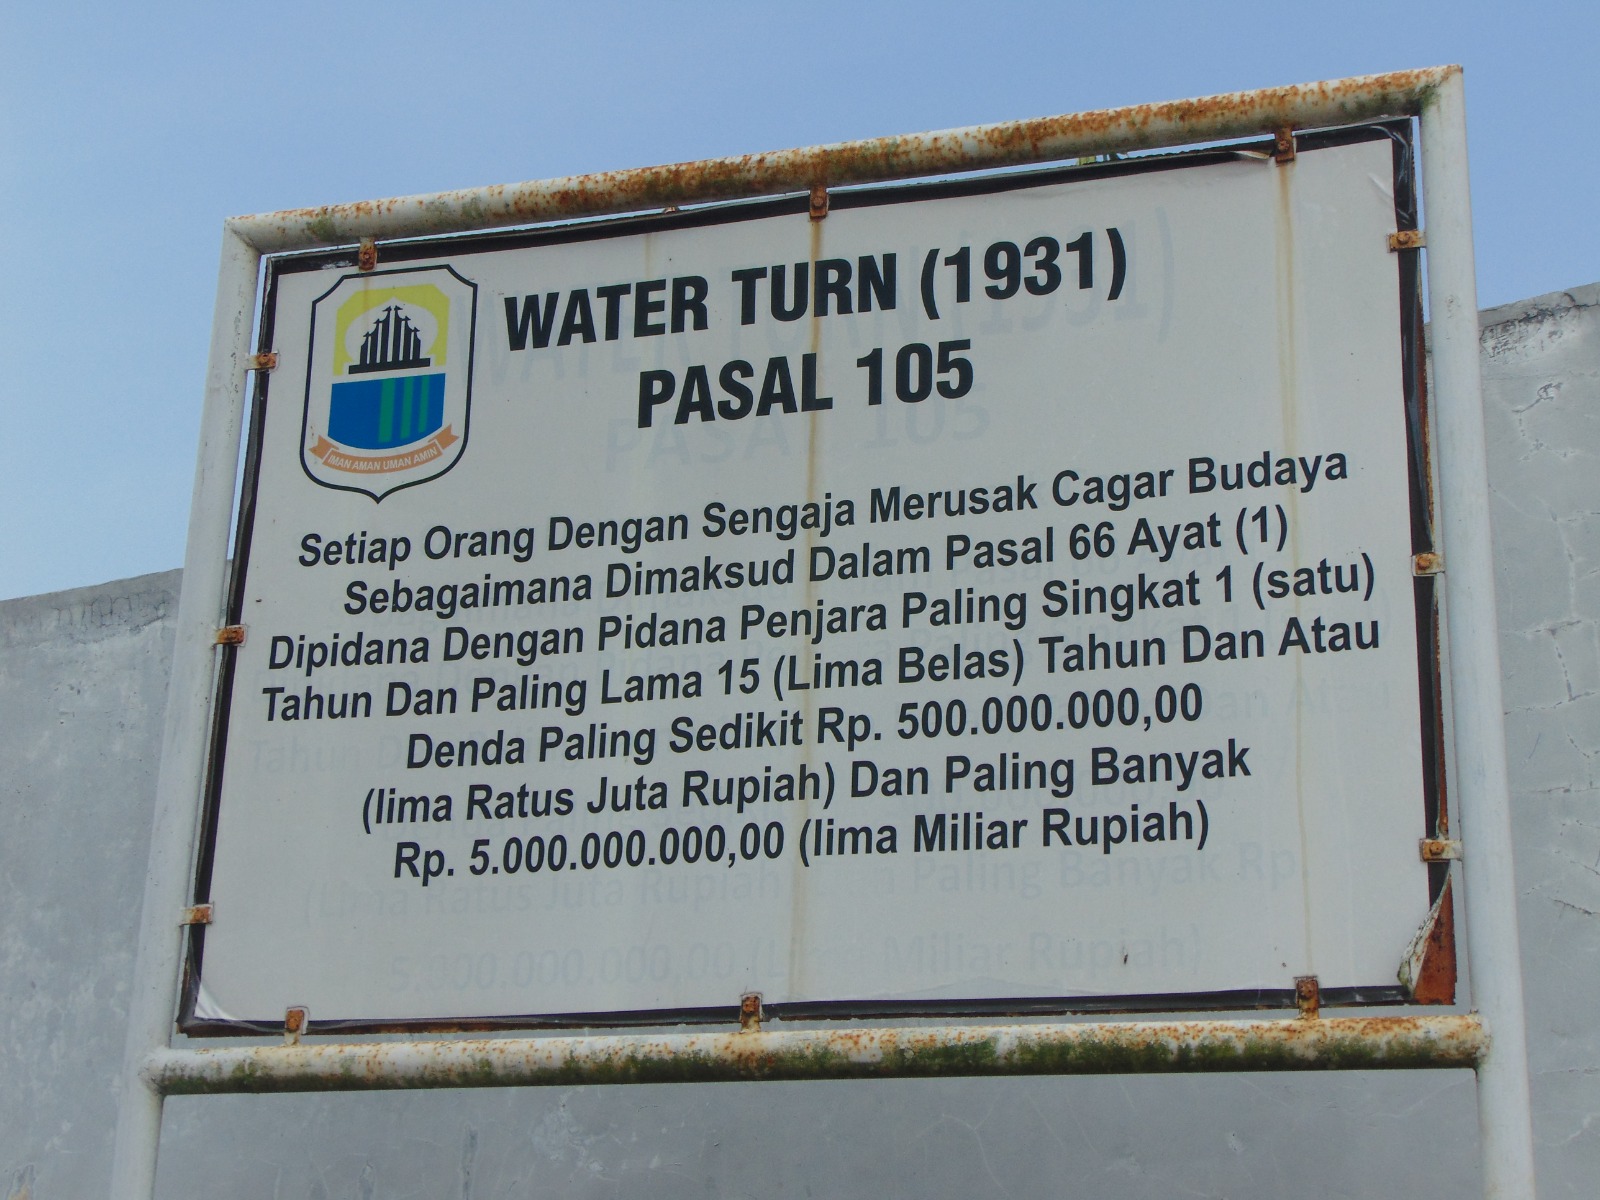 WATER TURN (1931)
PASAL 105
IMAN AMAN UMAN AMIN
Setiap Orang Dengan Sengaja Merusak Cagar Budaya
Sebagaimana Dimaksud Dalam Pasal 66 Ayat (1)
Dipidana Dengan Pidana Penjara Paling Singkat 1 (satu)
Tahun Dan Paling Lama 15 (Lima Belas) Tahun Dan Atau
Denda Paling Sedikit Rp. 500.000.000,00
(lima Ratus Juta Rupiah) Dan Paling Banyak
Rp. 5.000.000.000,00 (lima Miliar Rupiah)